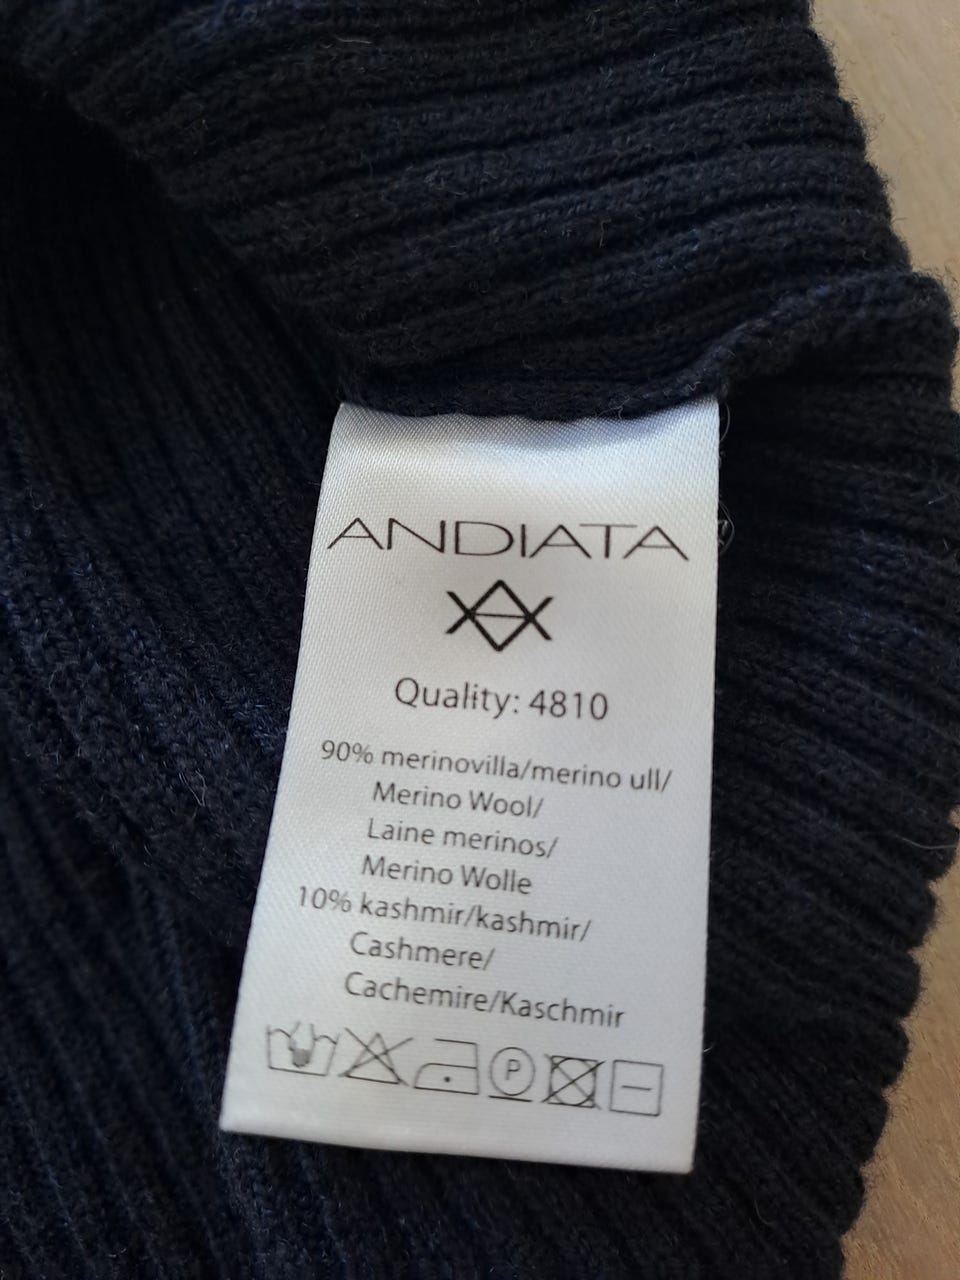 ANDIATA
Quality: 4810
90% merinovilla/merino ull/
Merino Wool/
Laine merinos/
Merino Wolle
10% kashmir/kashmir/
Cashmere/
Cachemire/Kaschmir
P